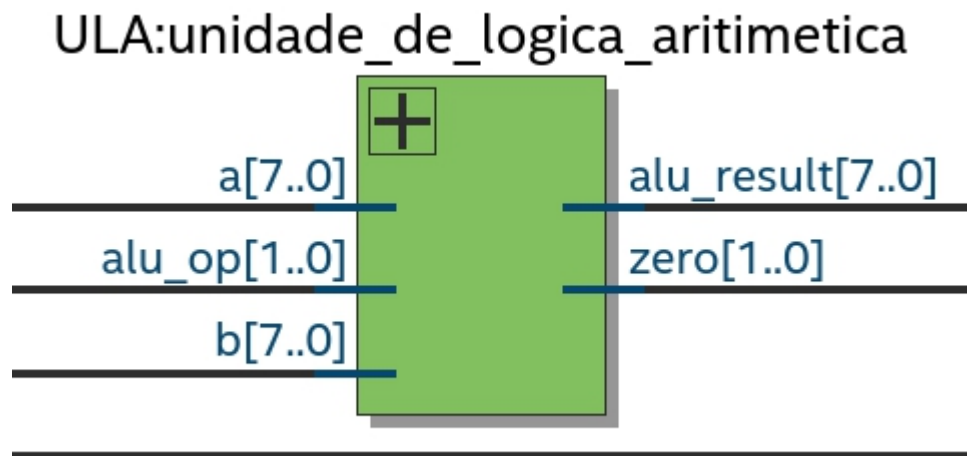 ULA:unidade_de_logica_aritimetica
a[7..0]
alu_result[7..0]
alu_op[1..0]
zero[1..0]
b[7..0]